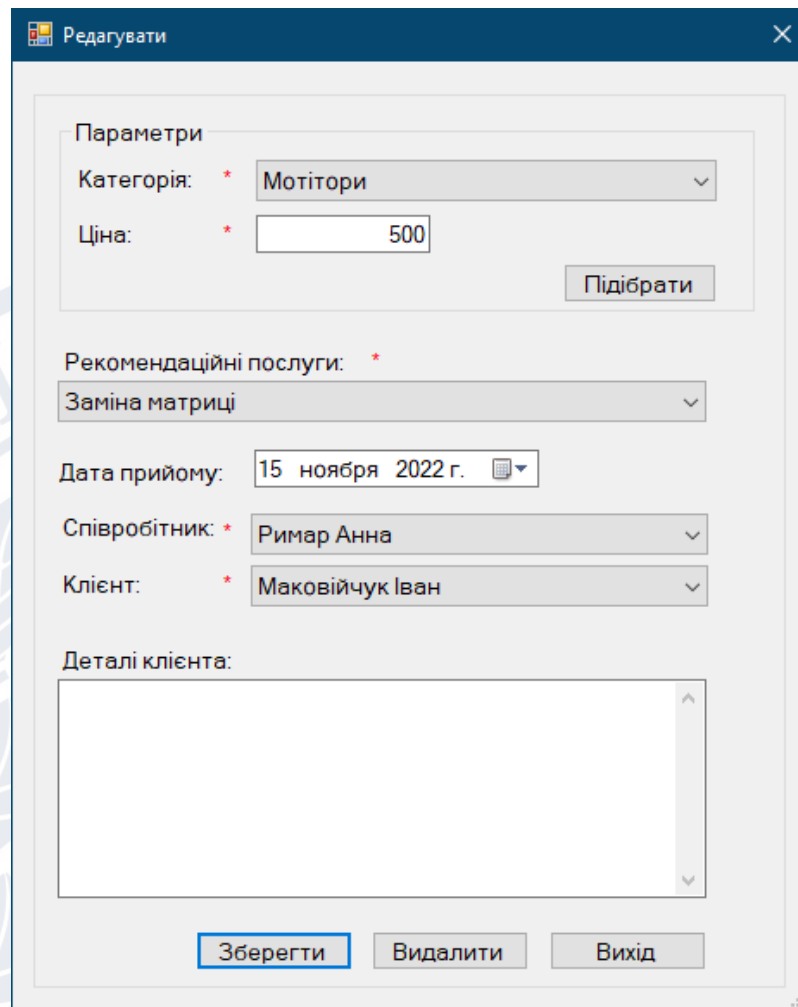 Редагувати
Параметри
Категорія: * Мотітори
Ціна: * 500
Підібрати
Рекомендаційні послуги: *
Заміна матриці
Дата прийому: 15 ноября 2022 г.
Співробітник: * Римар Анна
Клієнт: * Маковійчук Іван
Деталі клієнта:
Зберегти Видалити Вихід